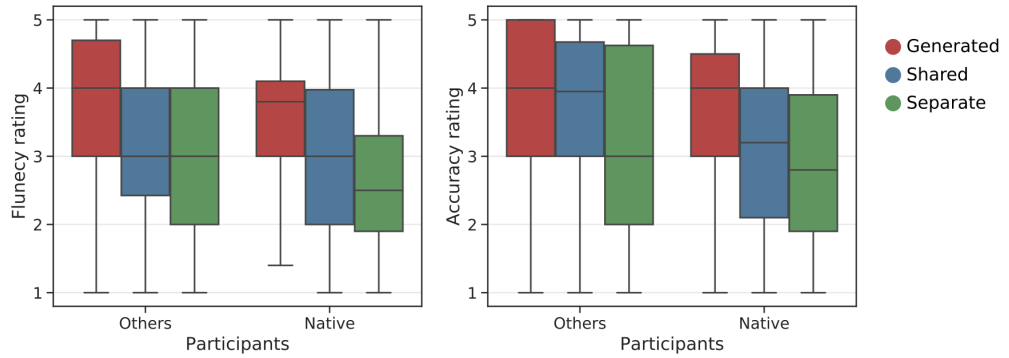 5
4
3
2
1
Flunecy rating
Others
Native
Participants
5
4
3
2
1
Accuracy rating
Others
Native
Participants
Generated
Shared
Separate